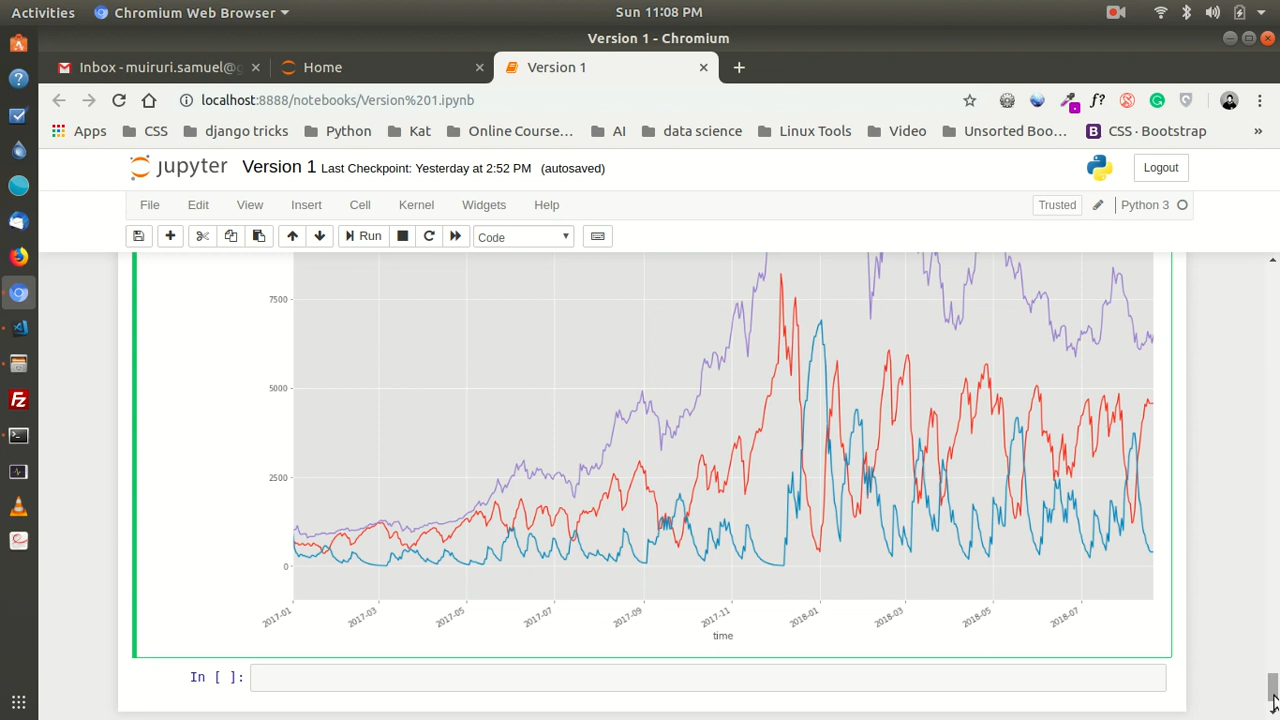 Activities Chromium Web Browser Sun 11:08 PM
Version 1 - Chromium
Inbox - muiruri.samuel@g Home Version 1
localhost:8888/notebooks/Version%201.ipynb f?
Apps CSS django tricks Python Kat Online Course... AI data science Linux Tools Video Unsorted Boo... B CSS · Bootstrap »
jupyter Version 1 Last Checkpoint: Yesterday at 2:52 PM (autosaved) Logout
File Edit View Insert Cell Kernel Widgets Help Trusted Python 3
Run Code
7500
5000
2500
0
2017-01 2017-03 2017-05 2017-07 2017-09 2017-11 2018-01 2018-03 2018-05 2018-07
time
In [ ]:
Fz